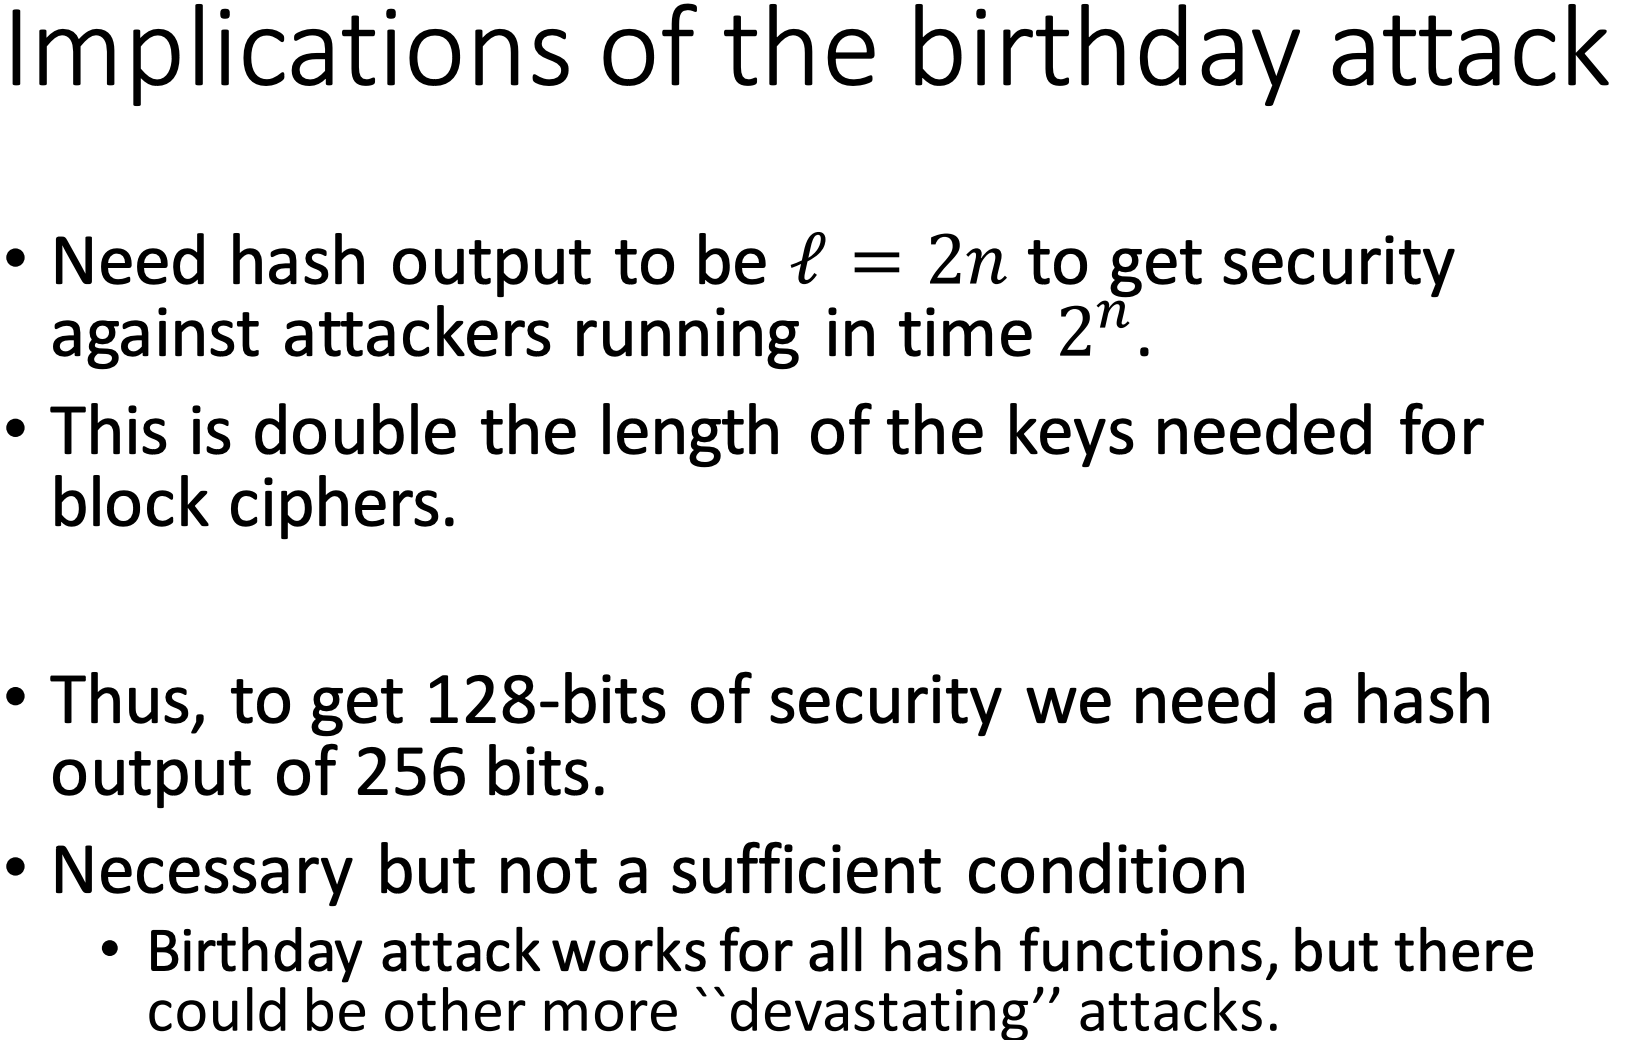 Implications of the birthday attack
• Need hash output to be ℓ = 2n to get security
against attackers running in time 2ⁿ.
• This is double the length of the keys needed for
block ciphers.
• Thus, to get 128-bits of security we need a hash
output of 256 bits.
• Necessary but not a sufficient condition
• Birthday attack works for all hash functions, but there
could be other more ``devastating’’ attacks.